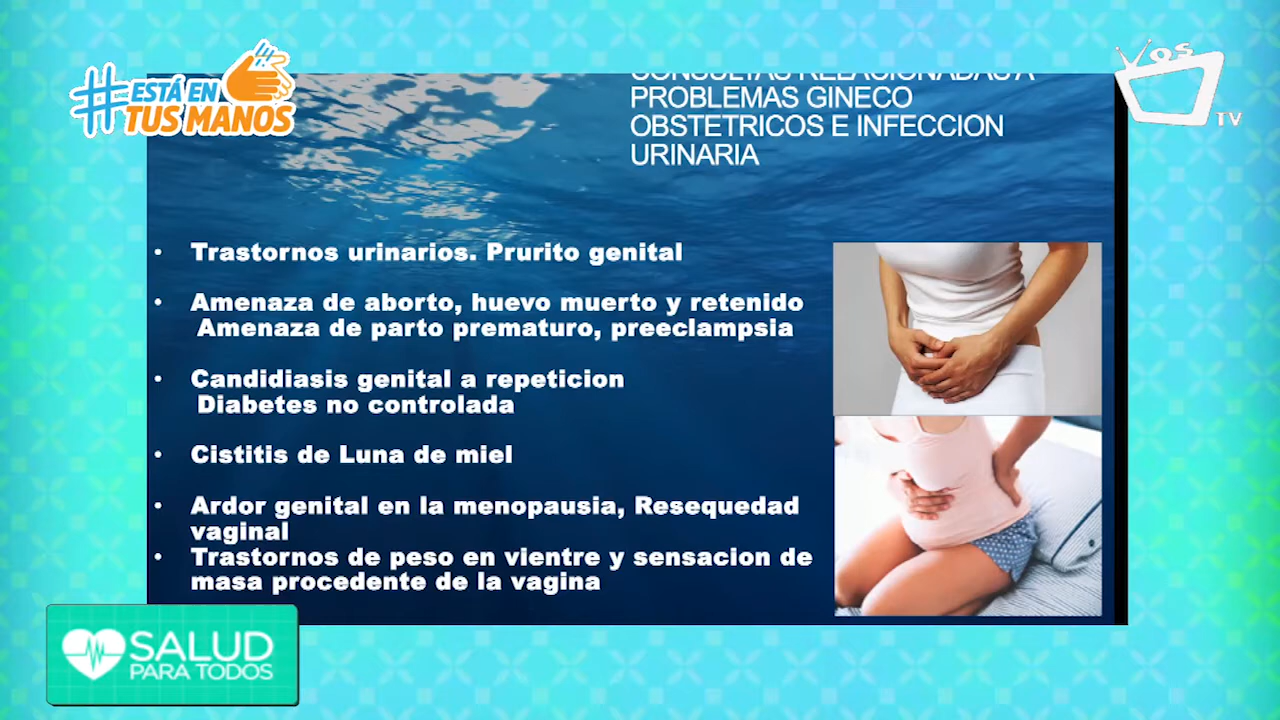 #ESTÁ EN
TUS MANOS
VOS
TV
CONSULTAS RELACIONADAS A
PROBLEMAS GINECO
OBSTETRICOS E INFECCION
URINARIA
• Trastornos urinarios. Prurito genital
• Amenaza de aborto, huevo muerto y retenido
Amenaza de parto prematuro, preeclampsia
• Candidiasis genital a repeticion
Diabetes no controlada
• Cistitis de Luna de miel
• Ardor genital en la menopausia, Resequedad
vaginal
• Trastornos de peso en vientre y sensacion de
masa procedente de la vagina
SALUD
PARA TODOS